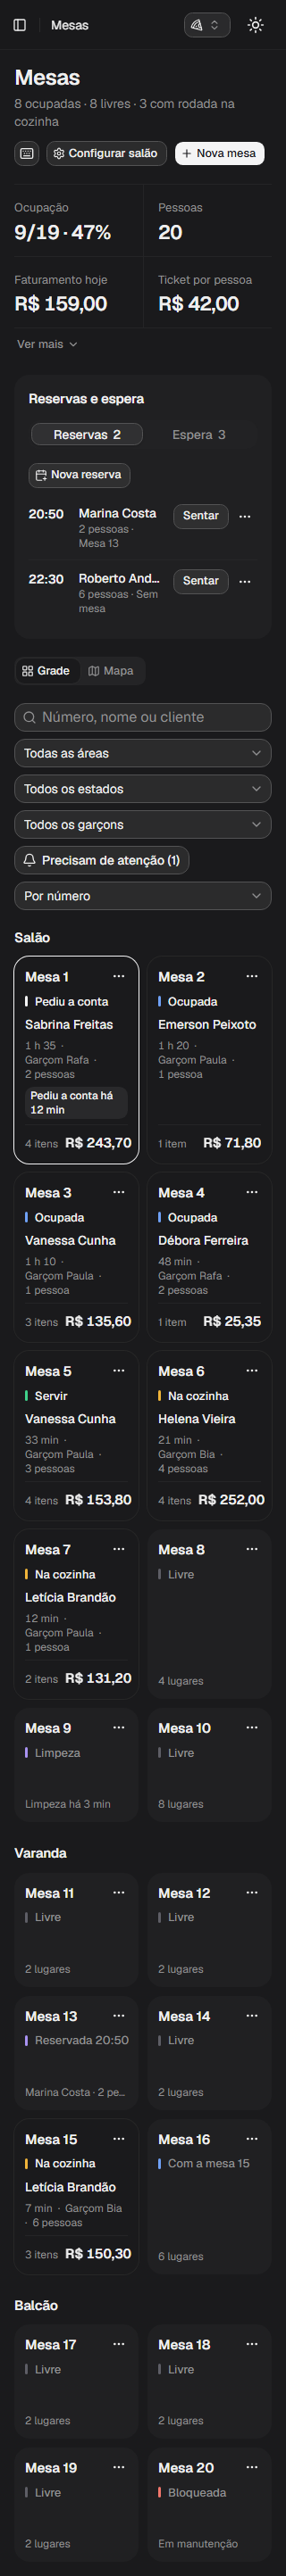 Mesas
Mesas
8 ocupadas · 8 livres · 3 com rodada na
cozinha
Configurar salão
+ Nova mesa
Ocupação
9/19 · 47%
Pessoas
20
Faturamento hoje
R$ 159,00
Ticket por pessoa
R$ 42,00
Ver mais
Reservas e espera
Reservas 2
Espera 3
Nova reserva
20:50
Marina Costa
2 pessoas ·
Mesa 13
Sentar
22:30
Roberto And...
6 pessoas · Sem
mesa
Sentar
Grade
Mapa
Número, nome ou cliente
Todas as áreas
Todos os estados
Todos os garçons
Precisam de atenção (1)
Por número
Salão
Mesa 1
Pediu a conta
Sabrina Freitas
1 h 35 ·
Garçom Rafa ·
2 pessoas
Pediu a conta há
12 min
4 itens R$ 243,70
Mesa 2
Ocupada
Emerson Peixoto
1 h 20 ·
Garçom Paula ·
1 pessoa
1 item R$ 71,80
Mesa 3
Ocupada
Vanessa Cunha
1 h 10 ·
Garçom Paula ·
1 pessoa
3 itens R$ 135,60
Mesa 4
Ocupada
Débora Ferreira
48 min ·
Garçom Rafa ·
2 pessoas
1 item R$ 25,35
Mesa 5
Servir
Vanessa Cunha
33 min ·
Garçom Paula ·
3 pessoas
4 itens R$ 153,80
Mesa 6
Na cozinha
Helena Vieira
21 min ·
Garçom Bia ·
4 pessoas
4 itens R$ 252,00
Mesa 7
Na cozinha
Letícia Brandão
12 min ·
Garçom Paula ·
1 pessoa
2 itens R$ 131,20
Mesa 8
Livre
4 lugares
Mesa 9
Limpeza
Limpeza há 3 min
Mesa 10
Livre
8 lugares
Varanda
Mesa 11
Livre
2 lugares
Mesa 12
Livre
2 lugares
Mesa 13
Reservada 20:50
Marina Costa · 2 pe...
Mesa 14
Livre
2 lugares
Mesa 15
Na cozinha
Letícia Brandão
7 min · Garçom Bia
· 6 pessoas
3 itens R$ 150,30
Mesa 16
Com a mesa 15
6 lugares
Balcão
Mesa 17
Livre
2 lugares
Mesa 18
Livre
2 lugares
Mesa 19
Livre
2 lugares
Mesa 20
Bloqueada
Em manutenção